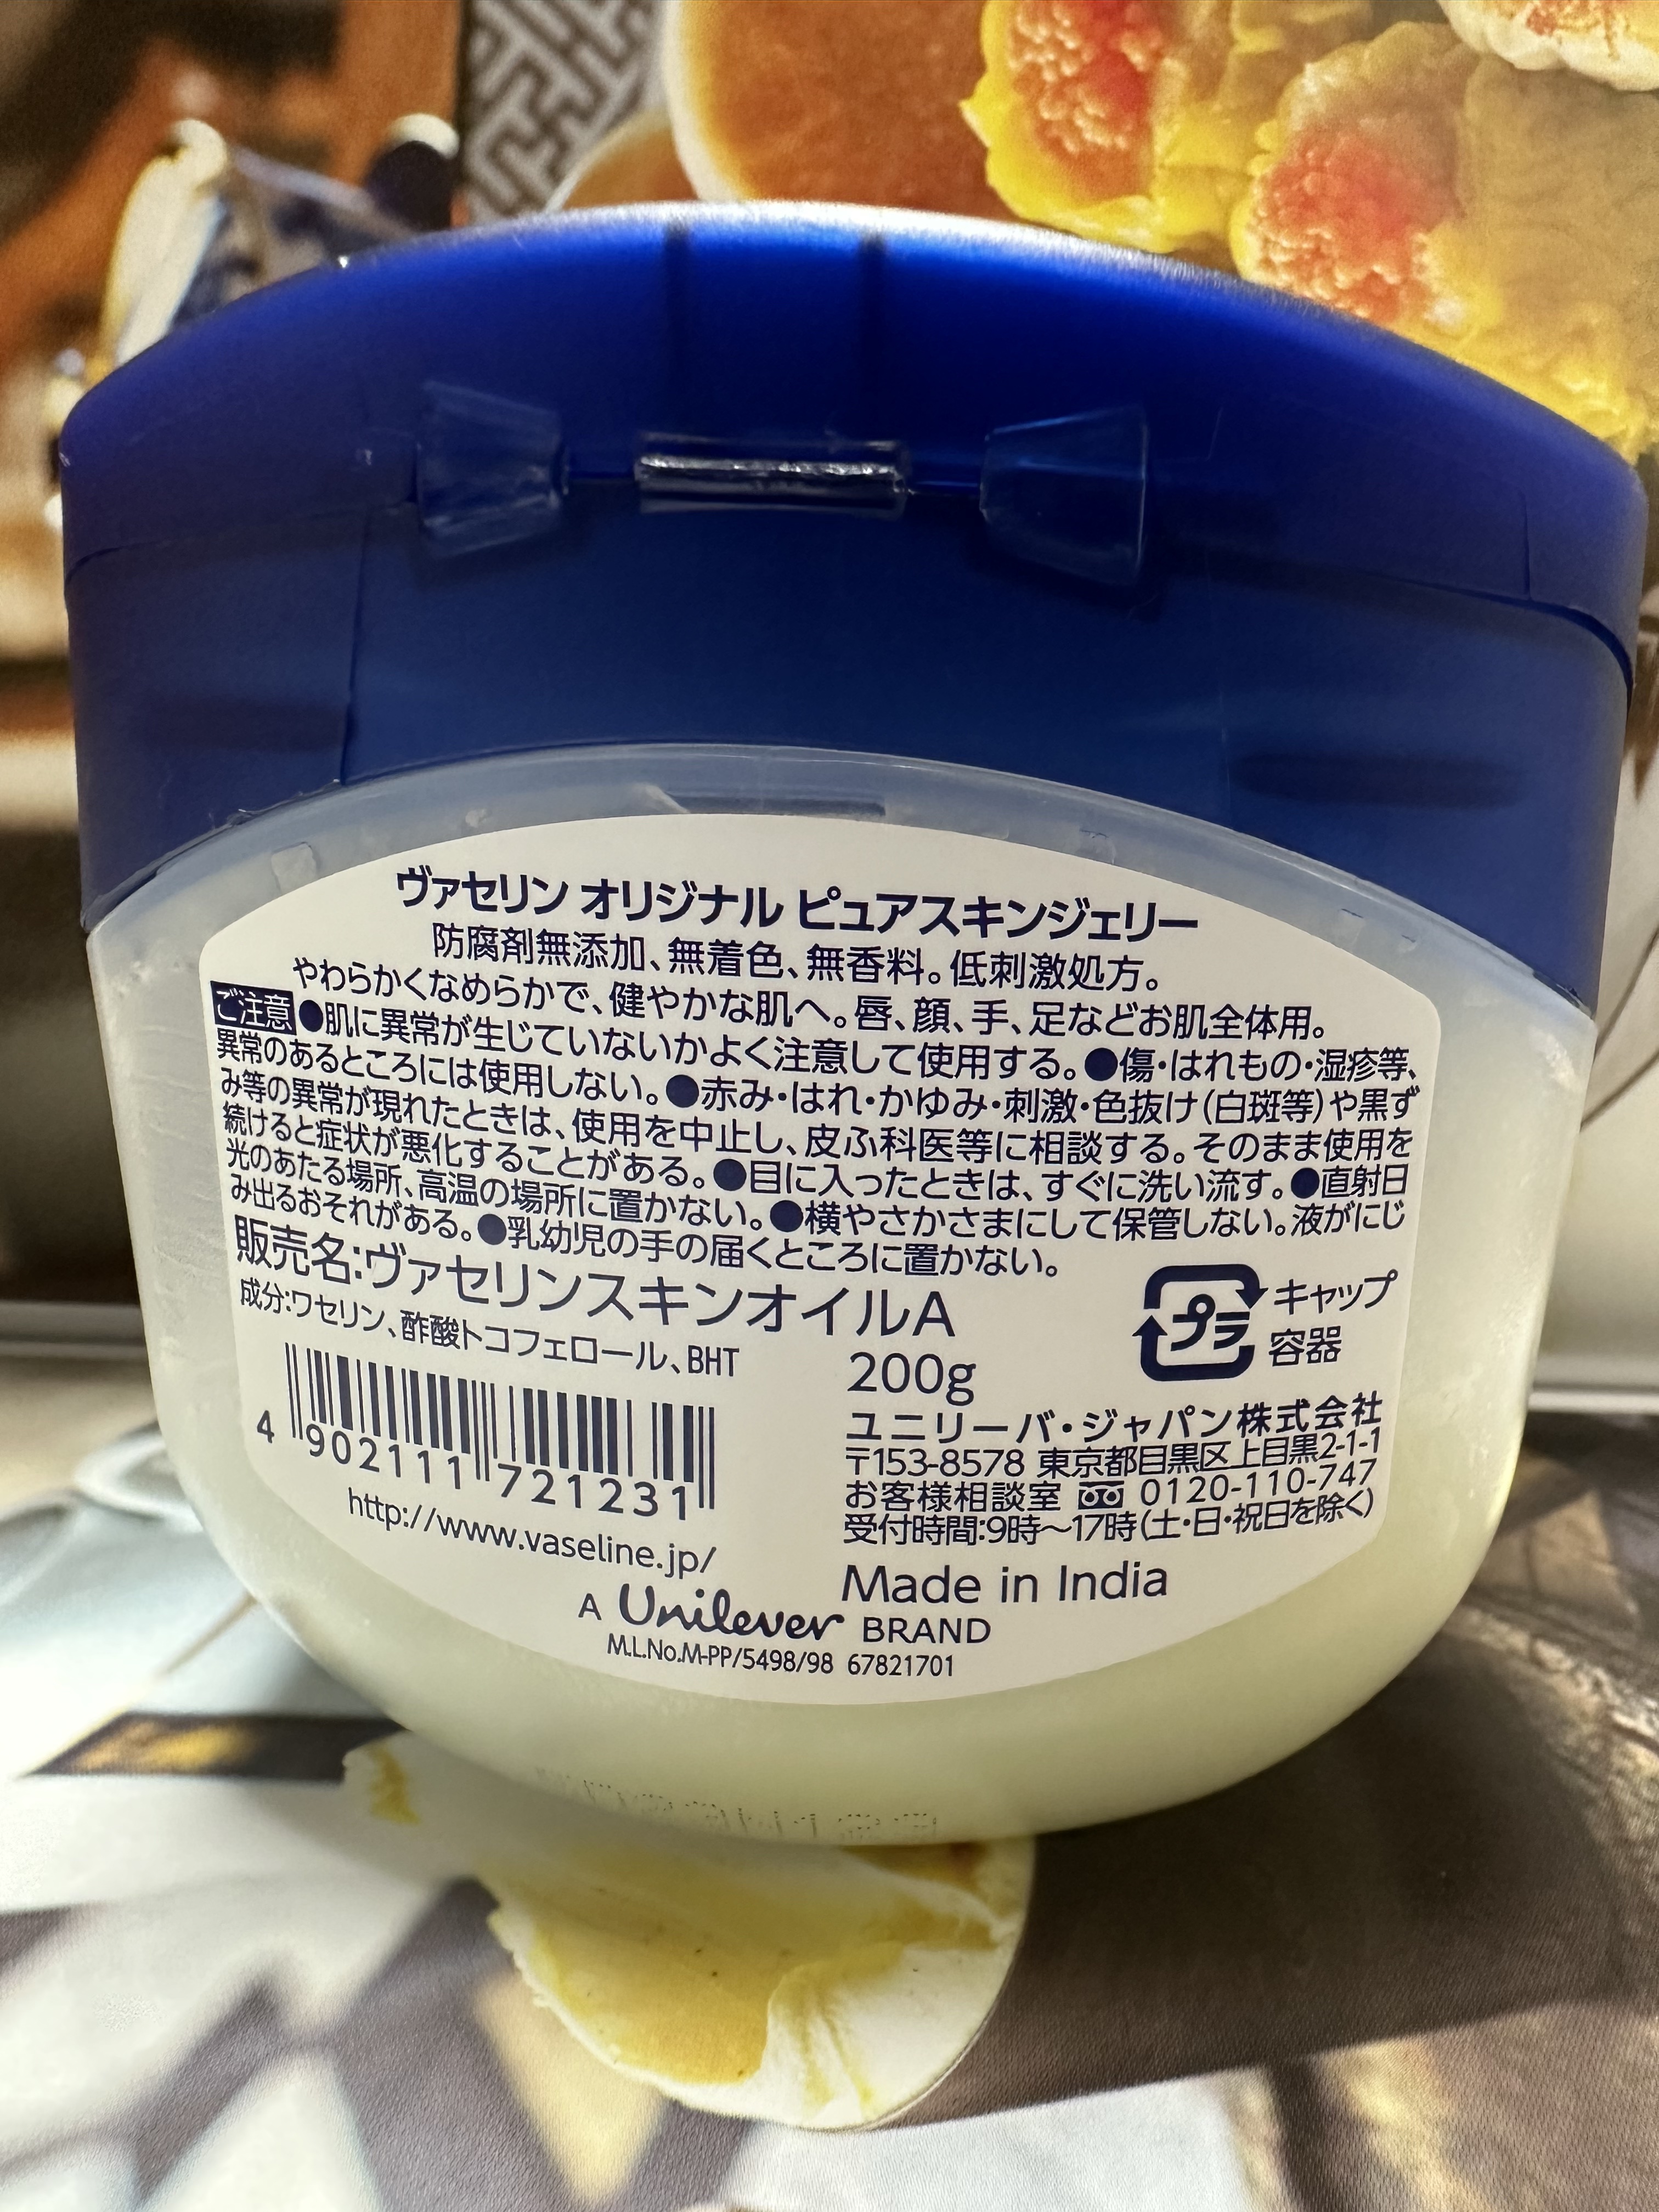 ヴァセリン オリジナル ピュアスキンジェリー
防腐剤無添加、無着色、無香料。低刺激処方。
やわらかくなめらかで、健やかな肌へ。唇、顔、手、足などお肌全体用。
ご注意 ●肌に異常が生じていないかよく注意して使用する。●傷・はれもの・湿疹等、
異常のあるところには使用しない。●赤み・はれ・かゆみ・刺激・色抜け(白斑等)や黒ず
み等の異常が現れたときは、使用を中止し、皮ふ科医等に相談する。そのまま使用を
続けると症状が悪化することがある。●目に入ったときは、すぐに洗い流す。●直射日
光のあたる場所、高温の場所に置かない。●横やさかさまにして保管しない。液がにじ
み出るおそれがある。●乳幼児の手の届くところに置かない。
販売名:ヴァセリンスキンオイルA
成分:ワセリン、酢酸トコフェロール、BHT
200g
プラ
キャップ
容器
4 902111 721231
http://www.vaseline.jp/
ユニリーバ・ジャパン株式会社
〒153-8578 東京都目黒区上目黒2-1-1
お客様相談室 0120-110-747
受付時間:9時〜17時(土・日・祝日を除く)
Made in India
A Unilever BRAND
M.L.No.M-PP/5498/98 67821701